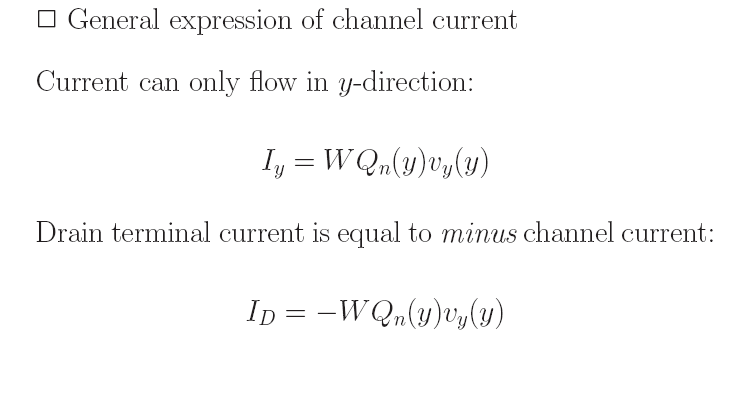 □ General expression of channel current
Current can only flow in y-direction:
I_y = WQ_n(y)v_y(y)
Drain terminal current is equal to minus channel current:
I_D = −WQ_n(y)v_y(y)